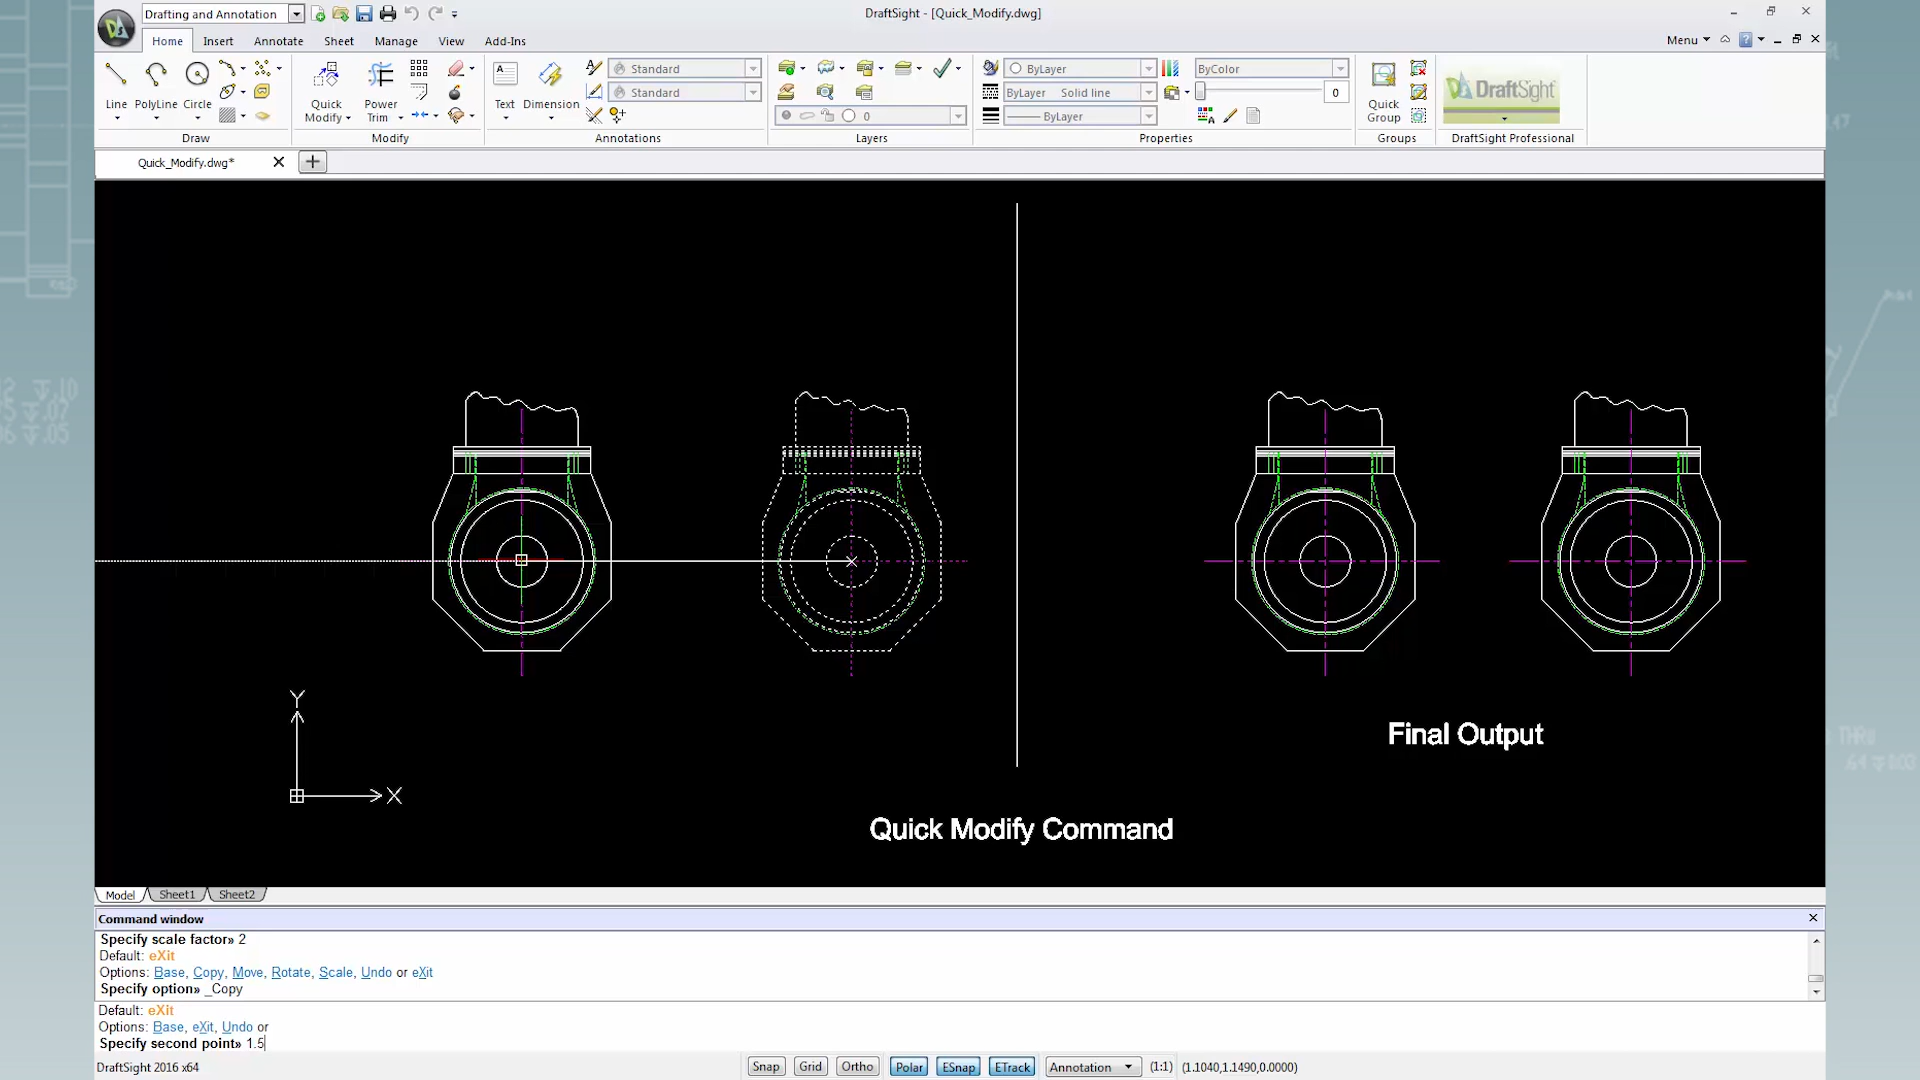 Drafting and Annotation
DraftSight - [Quick_Modify.dwg]
Home Insert Annotate Sheet Manage View Add-Ins
Menu
Line PolyLine Circle
Draw
Quick Modify
Power Trim
Modify
Text Dimension
Standard
Standard
Annotations
0
Layers
ByLayer
ByLayer Solid line
ByLayer
ByColor
0
Properties
Quick Group
Groups
DraftSight
DraftSight Professional
Quick_Modify.dwg*
Y
X
Final Output
Quick Modify Command
Model Sheet1 Sheet2
Command window
Specify scale factor» 2
Default: eXit
Options: Base, Copy, Move, Rotate, Scale, Undo or eXit
Specify option» _Copy
Default: eXit
Options: Base, eXit, Undo or
Specify second point» 1.5
DraftSight 2016 x64
Snap Grid Ortho Polar ESnap ETrack Annotation (1:1) (1.1040,1.1490,0.0000)